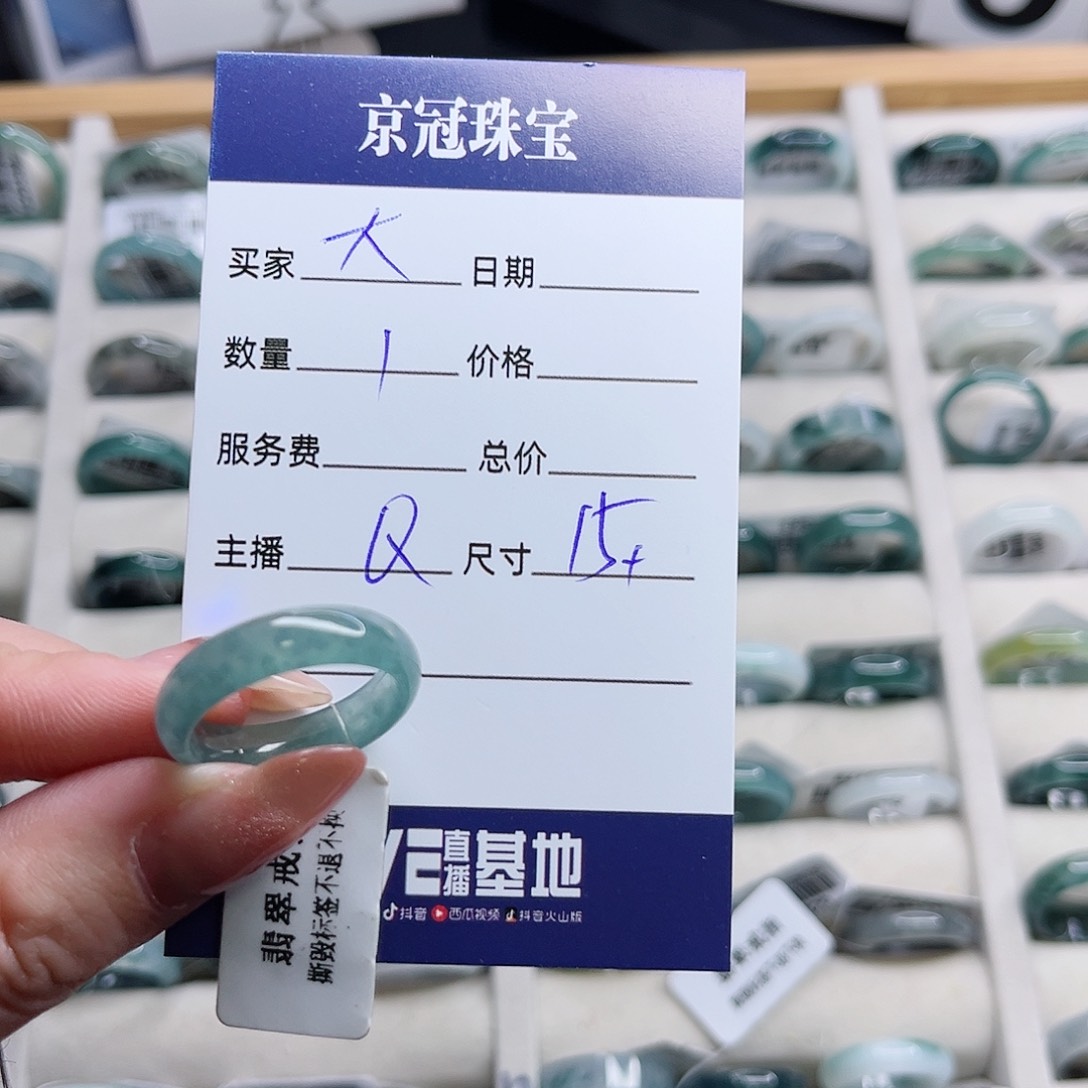 京冠珠宝
买家 大 日期
数量 1 价格
服务费 总价
主播 Q 尺寸 15+
直播基地
抖音 西瓜视频 抖音火山版
翡翠戒
撕毁标签不退不换